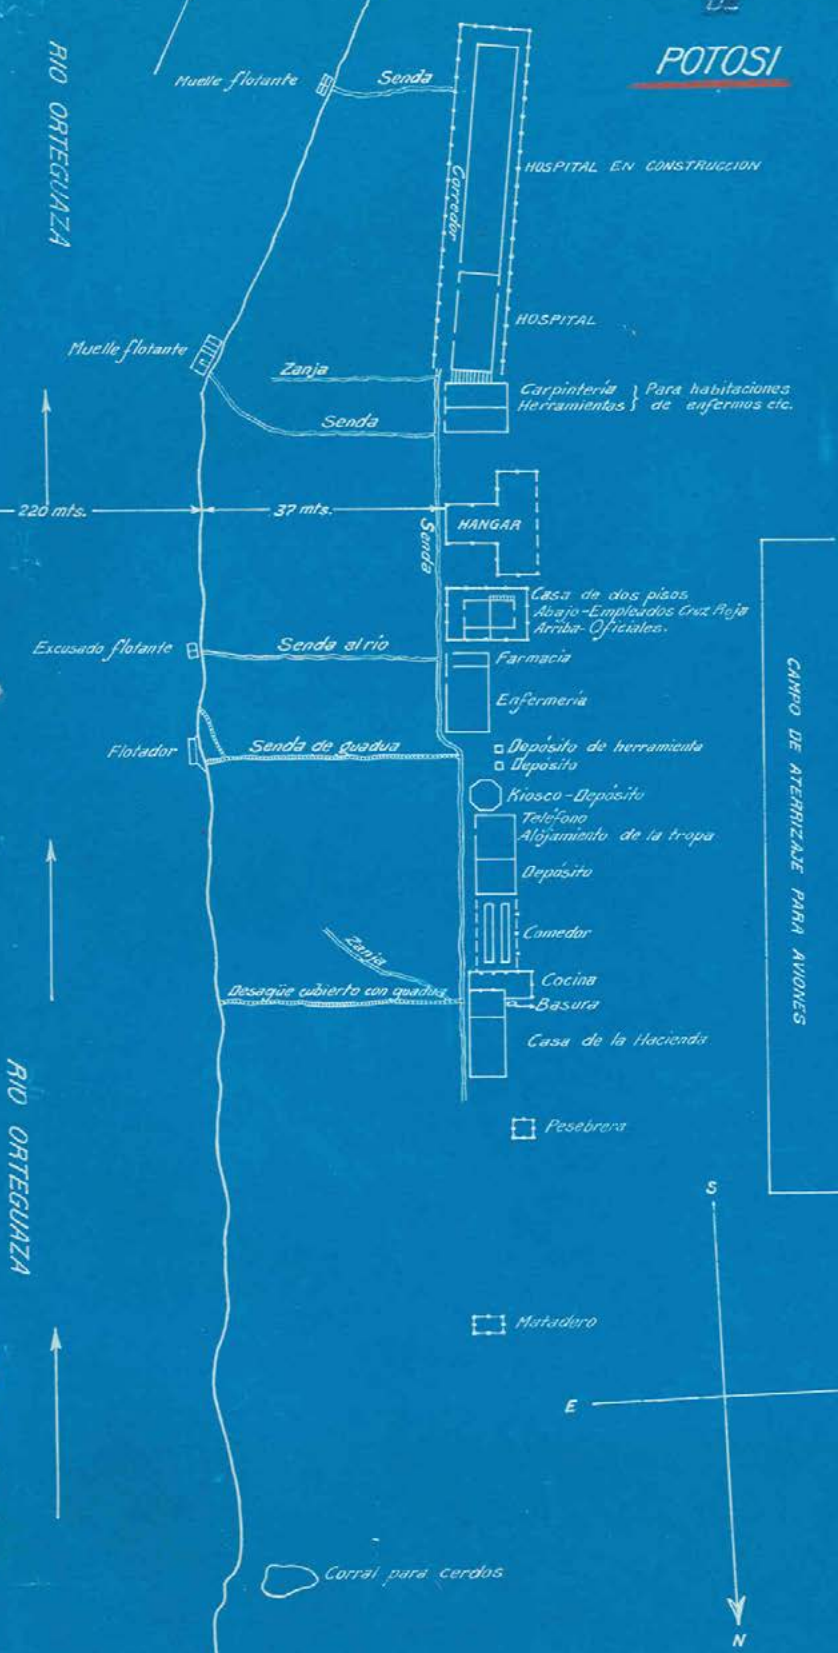 DE
POTOSI
RIO ORTEGUAZA
Muelle flotante
Senda
HOSPITAL EN CONSTRUCCION
Corredor
HOSPITAL
Muelle flotante
Zanja
Carpintería } Para habitaciones
Herramientas } de enfermos etc.
Senda
220 mts.
37 mts.
HANGAR
Senda
Casa de dos pisos
Abajo-Empleados Cruz Roja
Arriba-Oficiales.
Excusado flotante
Senda al río
Farmacia
Enfermería
CAMPO DE ATERRIZAJE PARA AVIONES
Flotador
Senda de guadua
Depósito de herramienta
Depósito
Kiosco-Depósito
Teléfono
Alojamiento de la tropa
Depósito
Comedor
Zanja
Cocina
Desagüe cubierto con guadua
Basura
Casa de la Hacienda
RIO ORTEGUAZA
Pesebrera
S
Matadero
E
Corral para cerdos
N